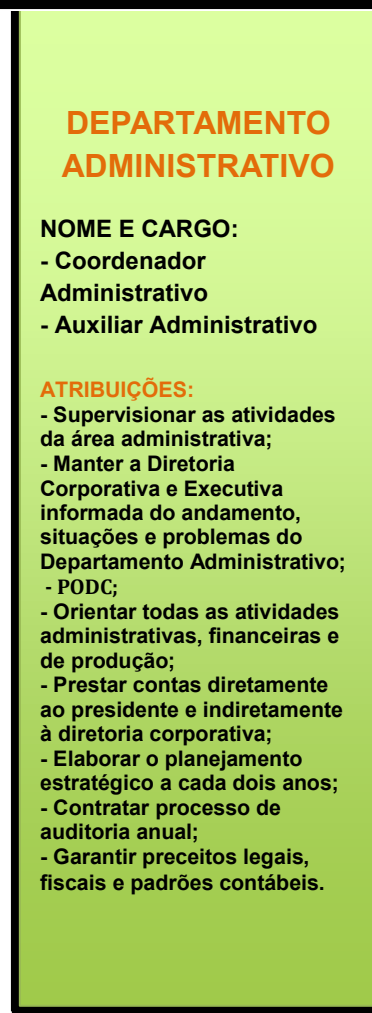 DEPARTAMENTO
ADMINISTRATIVO
NOME E CARGO:
- Coordenador
Administrativo
- Auxiliar Administrativo
ATRIBUIÇÕES:
- Supervisionar as atividades
da área administrativa;
- Manter a Diretoria
Corporativa e Executiva
informada do andamento,
situações e problemas do
Departamento Administrativo;
- PODC;
- Orientar todas as atividades
administrativas, financeiras e
de produção;
- Prestar contas diretamente
ao presidente e indiretamente
à diretoria corporativa;
- Elaborar o planejamento
estratégico a cada dois anos;
- Contratar processo de
auditoria anual;
- Garantir preceitos legais,
fiscais e padrões contábeis.